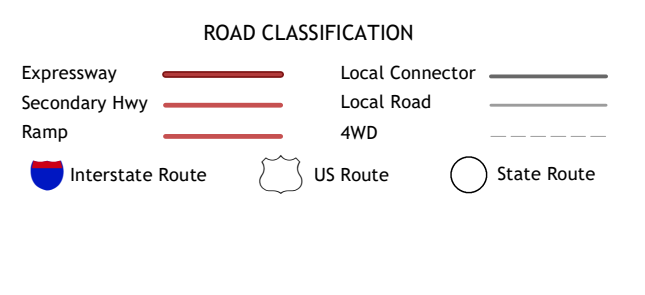 ROAD CLASSIFICATION
Expressway
Local Connector
Secondary Hwy
Local Road
Ramp
4WD
Interstate Route
US Route
State Route